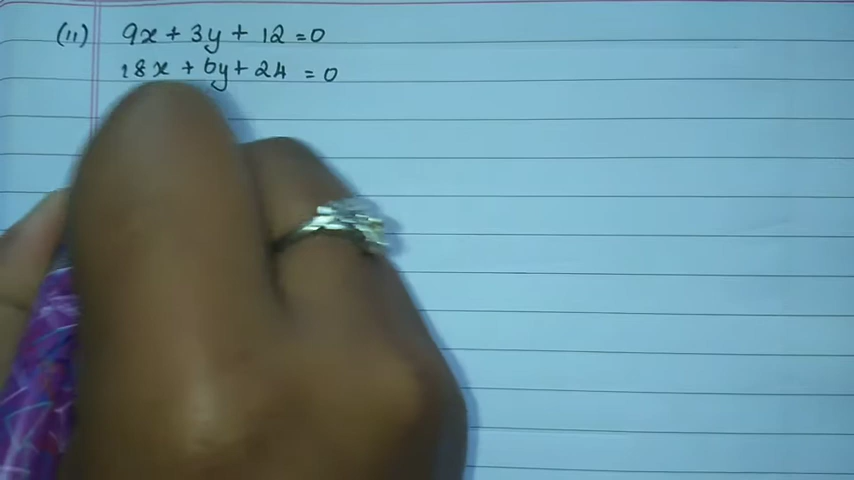 (ii) 9x + 3y + 12 = 0
18x + 6y + 24 = 0